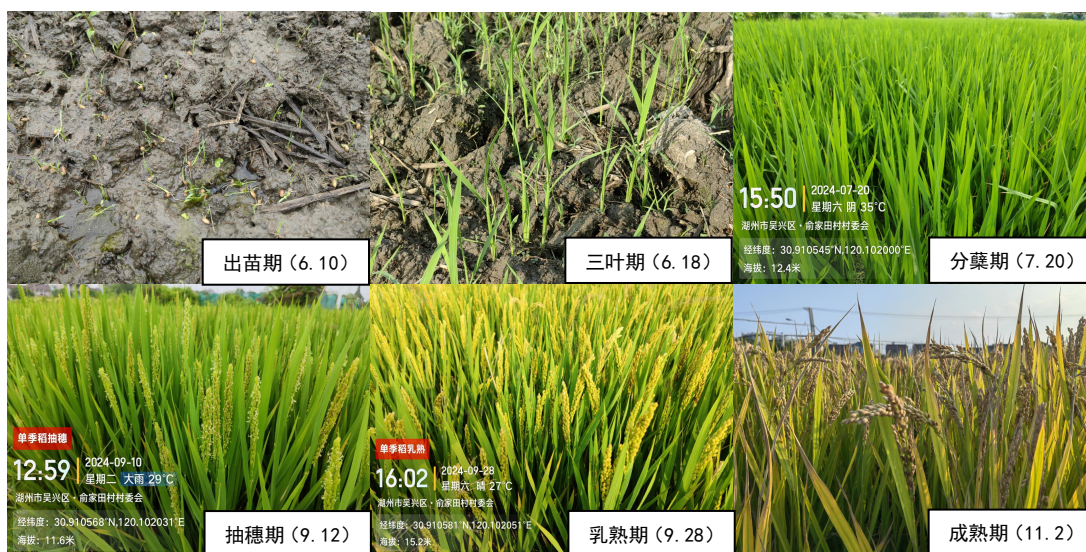 出苗期(6.10)
三叶期(6.18)
15:50
2024-07-20
星期六 阴 35℃
湖州市吴兴区·俞家田村村委会
经纬度:30.910545°N,120.102000°E
海拔:12.4米
分蘖期(7.20)
单季稻抽穗
12:59
2024-09-10
星期二 大雨 29℃
湖州市吴兴区·俞家田村村委会
经纬度:30.910568°N,120.102031°E
海拔:11.6米
抽穗期(9.12)
单季稻乳熟
16:02
2024-09-28
星期六 晴 27℃
湖州市吴兴区·俞家田村村委会
经纬度:30.910581°N,120.102051°E
海拔:15.2米
乳熟期(9.28)
成熟期(11.2)